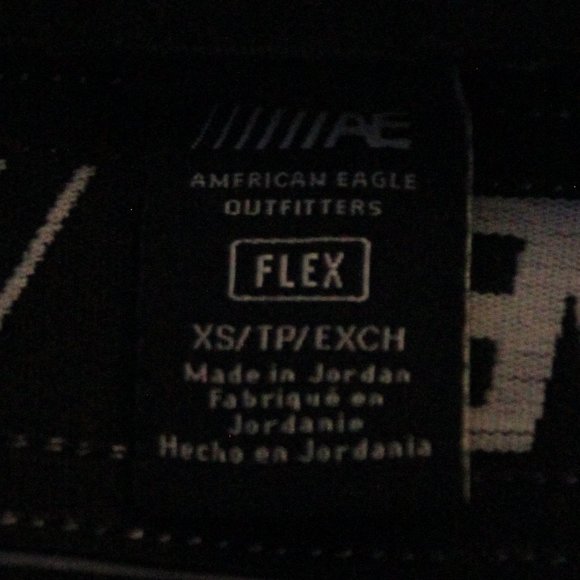 //////AE
AMERICAN EAGLE
OUTFITTERS
FLEX
XS/TP/EXCH
Made in Jordan
Fabriqué en
Jordanie
Hecho en Jordania